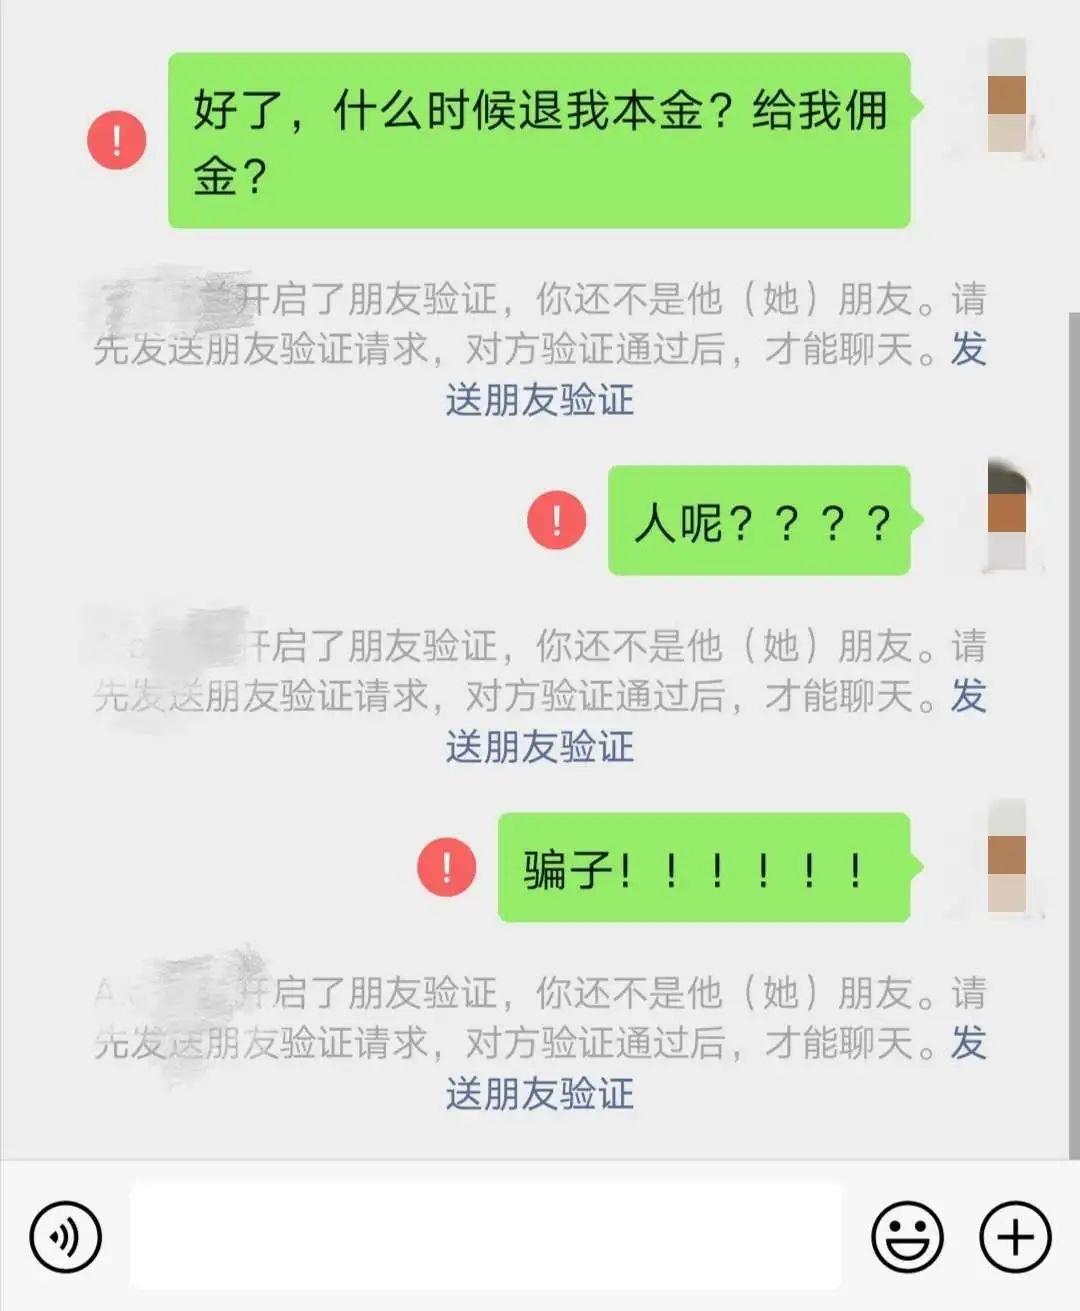 好了，什么时候退我本金？给我佣
金？
开启了朋友验证，你还不是他（她）朋友。请
先发送朋友验证请求，对方验证通过后，才能聊天。发
送朋友验证
人呢？？？？
开启了朋友验证，你还不是他（她）朋友。请
先发送朋友验证请求，对方验证通过后，才能聊天。发
送朋友验证
骗子！！！！！！
开启了朋友验证，你还不是他（她）朋友。请
先发送朋友验证请求，对方验证通过后，才能聊天。发
送朋友验证